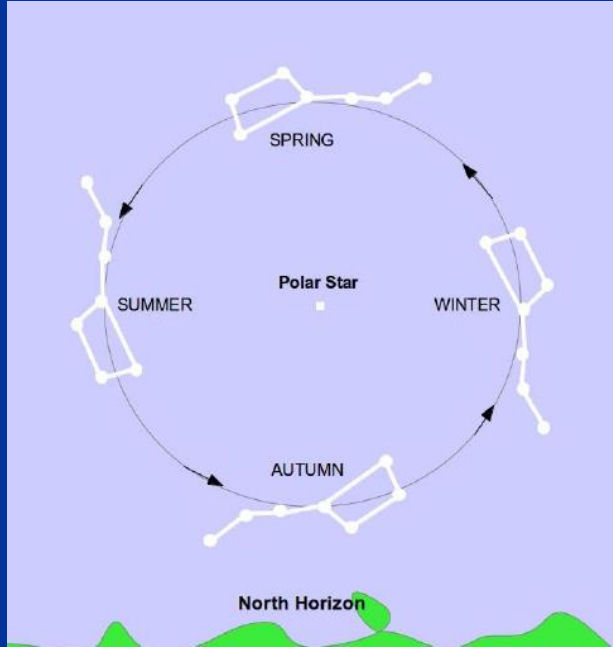 SPRING
Polar Star
SUMMER
WINTER
AUTUMN
North Horizon